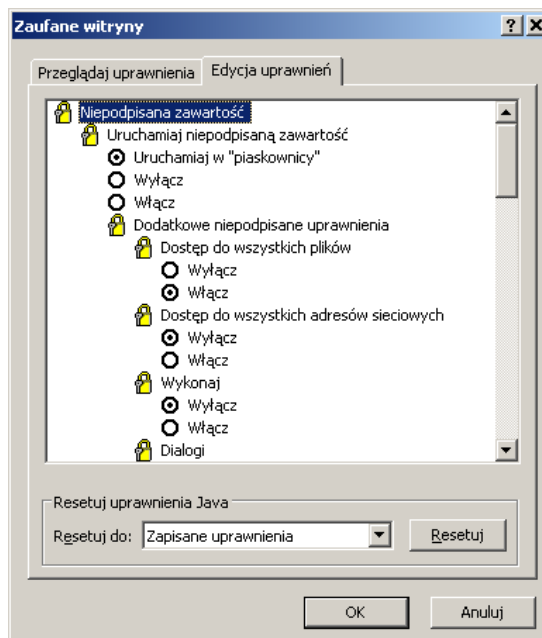 Zaufane witryny
Przeglądaj uprawnienia
Edycja uprawnień
Niepodpisana zawartość
Uruchamiaj niepodpisaną zawartość
Uruchamiaj w "piaskownicy"
Wyłącz
Włącz
Dodatkowe niepodpisane uprawnienia
Dostęp do wszystkich plików
Wyłącz
Włącz
Dostęp do wszystkich adresów sieciowych
Wyłącz
Włącz
Wykonaj
Wyłącz
Włącz
Dialogi
Resetuj uprawnienia Java
Resetuj do: Zapisane uprawnienia Resetuj
OK Anuluj